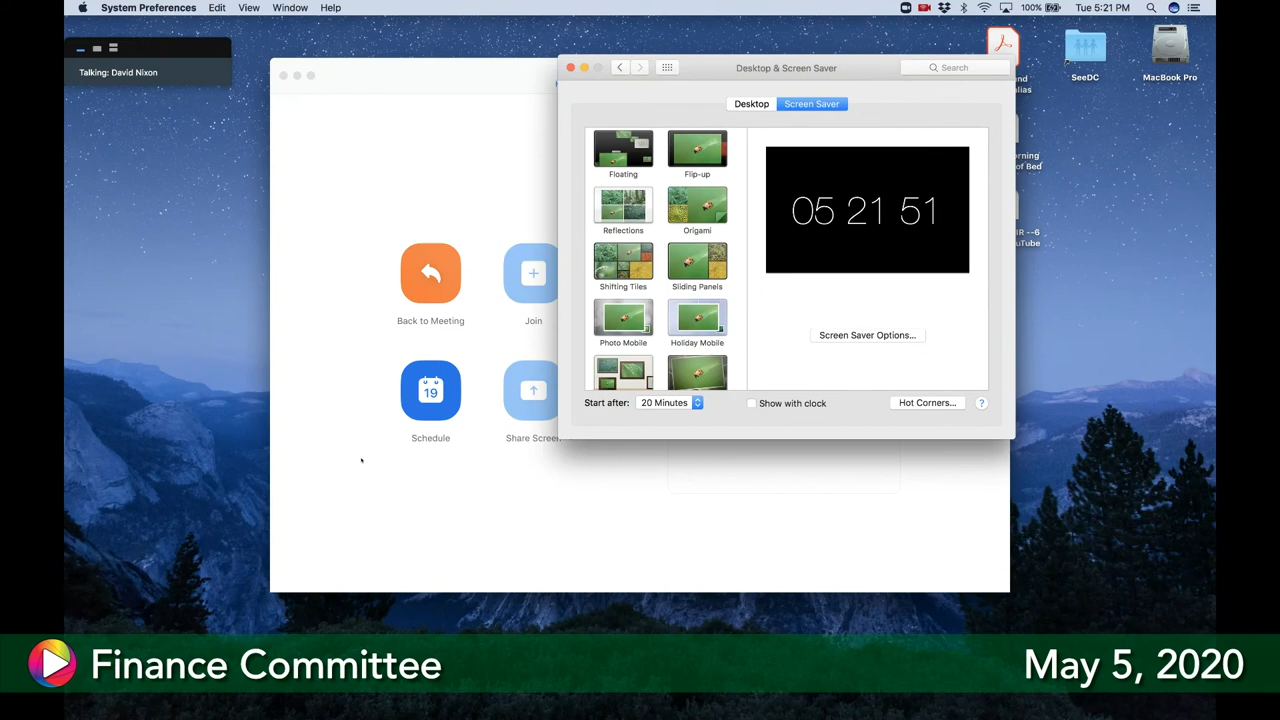 System Preferences Edit View Window Help
100% Tue 5:21 PM
Talking: David Nixon
Desktop & Screen Saver
Search
SeeDC
MacBook Pro
Desktop
Screen Saver
Floating
Flip-up
Reflections
Origami
Shifting Tiles
Sliding Panels
Photo Mobile
Holiday Mobile
05 21 51
Screen Saver Options...
Start after: 20 Minutes
Show with clock
Hot Corners...
?
Back to Meeting
Join
19
Schedule
Share Screen
of Bed
Finance Committee
May 5, 2020